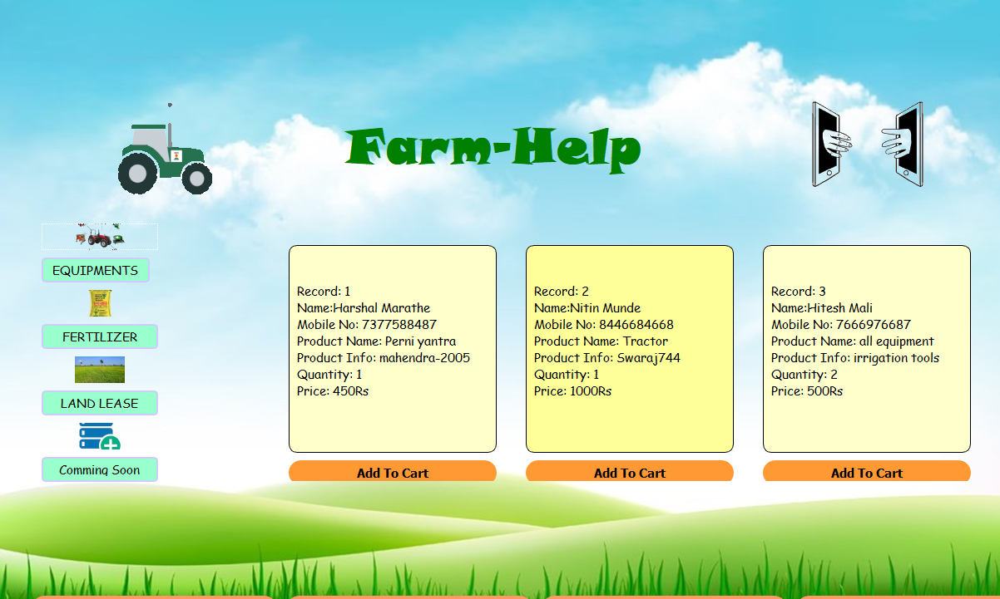 Farm-Help
EQUIPMENTS
FERTILIZER
LAND LEASE
Comming Soon
Record: 1
Name:Harshal Marathe
Mobile No: 7377588487
Product Name: Perni yantra
Product Info: mahendra-2005
Quantity: 1
Price: 450Rs
Add To Cart
Record: 2
Name:Nitin Munde
Mobile No: 8446684668
Product Name: Tractor
Product Info: Swaraj744
Quantity: 1
Price: 1000Rs
Add To Cart
Record: 3
Name:Hitesh Mali
Mobile No: 7666976687
Product Name: all equipment
Product Info: irrigation tools
Quantity: 2
Price: 500Rs
Add To Cart